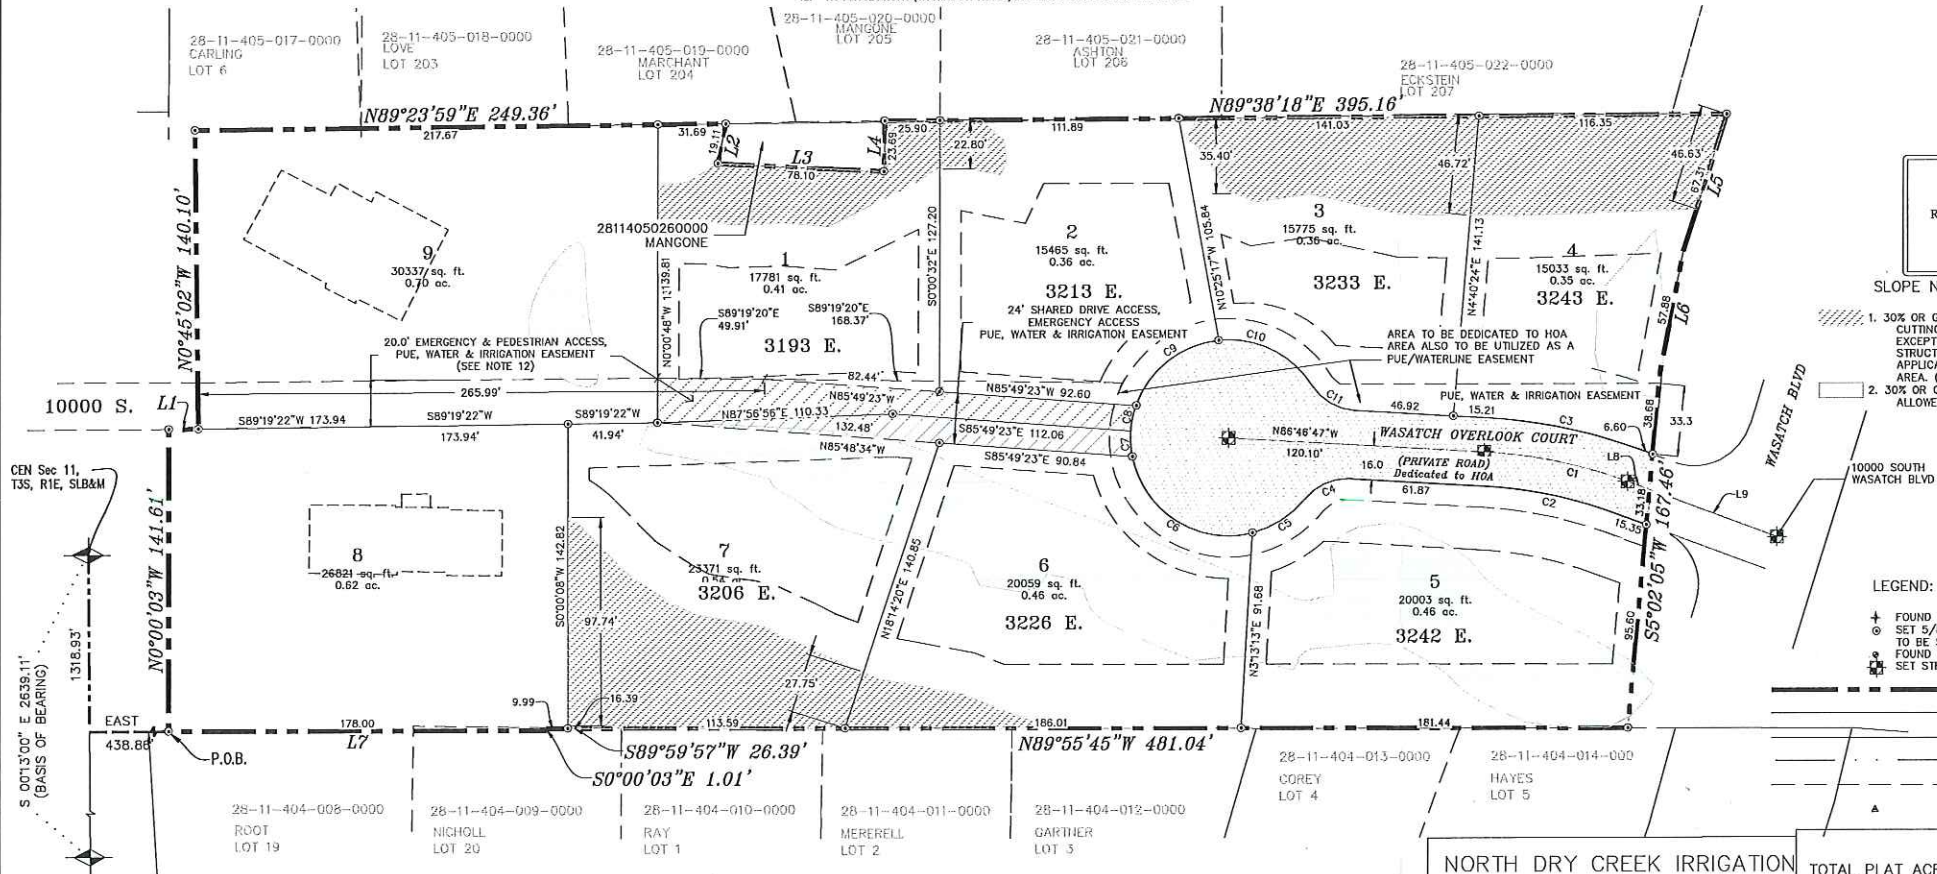 28-11-405-017-0000
CARLING
LOT 6
28-11-405-018-0000
LOVE
LOT 203
28-11-405-019-0000
MARCHANT
LOT 204
28-11-405-020-0000
MANGONE
LOT 205
28-11-405-021-0000
ASHTON
LOT 206
28-11-405-022-0000
ECKSTEIN
LOT 207
N89°23'59"E 249.36'
217.67
31.69
19.11
L2
L3
78.10
L4
23.69
25.90
22.80'
111.89
N89°38'18"E 395.16'
141.03
116.35
35.40'
46.72'
46.63'
67.31
L5
L6
57.88
38.68
N0°45'02"W 140.10'
9
30337 sq. ft.
0.70 ac.
28114050260000
MANGONE
N0°00'48"W 139.81
1
17781 sq. ft.
0.41 ac.
S89°19'20"E
49.91'
S89°19'20"E
168.37'
3193 E.
S0°00'32"E 127.20
2
15465 sq. ft.
0.36 ac.
3213 E.
24' SHARED DRIVE ACCESS,
EMERGENCY ACCESS
PUE, WATER & IRRIGATION EASEMENT
N10°25'17"W 105.84
3
15775 sq. ft.
0.36 ac.
3233 E.
N4°40'24"E 141.13
4
15033 sq. ft.
0.35 ac.
3243 E.
AREA TO BE DEDICATED TO HOA
AREA ALSO TO BE UTILIZED AS A
PUE/WATERLINE EASEMENT
PUE, WATER & IRRIGATION EASEMENT
20.0' EMERGENCY & PEDESTRIAN ACCESS,
PUE, WATER & IRRIGATION EASEMENT
(SEE NOTE 12)
10000 S.
L1
265.99'
82.44'
N85°49'23"W
N85°49'23"W 92.60
S89°19'22"W 173.94
S89°19'22"W
173.94'
S89°19'22"W
41.94'
N87°56'56"E 110.33
132.48'
N85°48'34"W
S85°49'23"E 112.06
S85°49'23"E 90.84
C9
C10
C11
C8
C7
C6
C5
C4
46.92
15.21
C3
6.60
33.3
N86°46'47"W
120.10'
WASATCH OVERLOOK COURT
(PRIVATE ROAD)
Dedicated to HOA
16.0
61.87
C1
C2
L8
L9
33.18
15.35
WASATCH BLVD
10000 SOUTH
WASATCH BLVD
S5°02'05"W 167.46'
95.60
CEN Sec 11,
T3S, R1E, SLB&M
N0°00'03"W 141.61'
8
26821 sq. ft.
0.62 ac.
S0°00'08"W 142.82
97.74'
7
23371 sq. ft.
3206 E.
27.75'
N18°14'20"E 140.85
6
20059 sq. ft.
0.46 ac.
3226 E.
N3°13'13"E 91.68
5
20003 sq. ft.
0.46 ac.
3242 E.
1318.93'
S 00°13'00" E 2639.11'
(BASIS OF BEARING)
EAST
438.86'
P.O.B.
178.00
L7
9.99
16.39
113.59
186.01
181.44
S89°59'57"W 26.39'
S0°00'03"E 1.01'
N89°55'45"W 481.04'
28-11-404-008-0000
ROOT
LOT 19
28-11-404-009-0000
NICHOLL
LOT 20
28-11-404-010-0000
RAY
LOT 1
28-11-404-011-0000
MERERELL
LOT 2
28-11-404-012-0000
GARTNER
LOT 3
28-11-404-013-0000
COREY
LOT 4
28-11-404-014-000
HAYES
LOT 5
SLOPE N
1. 30% OR G
CUTTING
EXCEPT
STRUCT
APPLICA
AREA. (
2. 30% OR G
ALLOWE
LEGEND:
FOUND
SET 5/
TO BE S
FOUND
SET ST
NORTH DRY CREEK IRRIGATION
TOTAL PLAT ACR